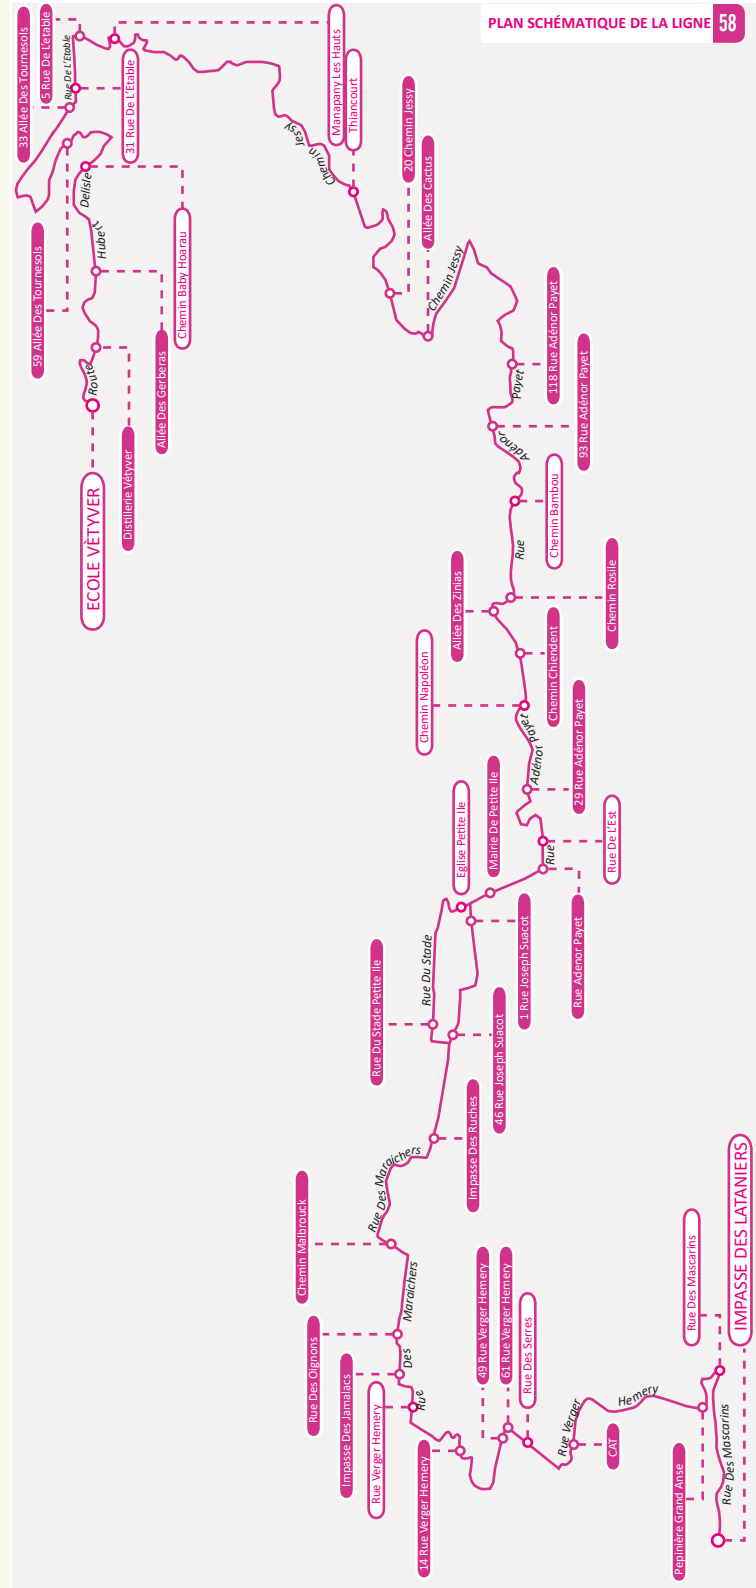 PLAN SCHÉMATIQUE DE LA LIGNE 58
33 Allée Des Tournesols
5 Rue De L'étable
Rue De L'Etable
31 Rue De L'Etable
Manapany Les Hauts
Thiancourt
Chemin Jessy
20 Chemin Jessy
Allée Des Cactus
Chemin Jessy
59 Allée Des Tournesols
Delisle
Hubert
Route
Chemin Baby Hoarau
Allée Des Gerberas
Distillerie Vétyver
ECOLE VÈTYVER
118 Rue Adénor Payet
93 Rue Adénor Payet
Payet
Adénor
Rue
Chemin Bambou
Chemin Rosile
Allée Des Zinias
Chemin Chiendent
Chemin Napoléon
Adénor Payet
29 Rue Adénor Payet
Rue
Rue De L'Est
Rue Adenor Payet
Mairie De Petite Ile
Eglise Petite Ile
1 Rue Joseph Suacot
Rue Du Stade
Rue Du Stade Petite Ile
46 Rue Joseph Suacot
Impasse Des Ruches
Rue Des Maraichers
Chemin Malbrouck
Maraichers
Des
Rue
Rue Des Oignons
Impasse Des Jamalacs
Rue Verger Hemery
14 Rue Verger Hemery
49 Rue Verger Hemery
61 Rue Verger Hemery
Rue Des Serres
Rue Verger
Hemery
CAT
Pepinière Grand Anse
Rue Des Mascarins
Rue Des Mascarins
IMPASSE DES LATANIERS